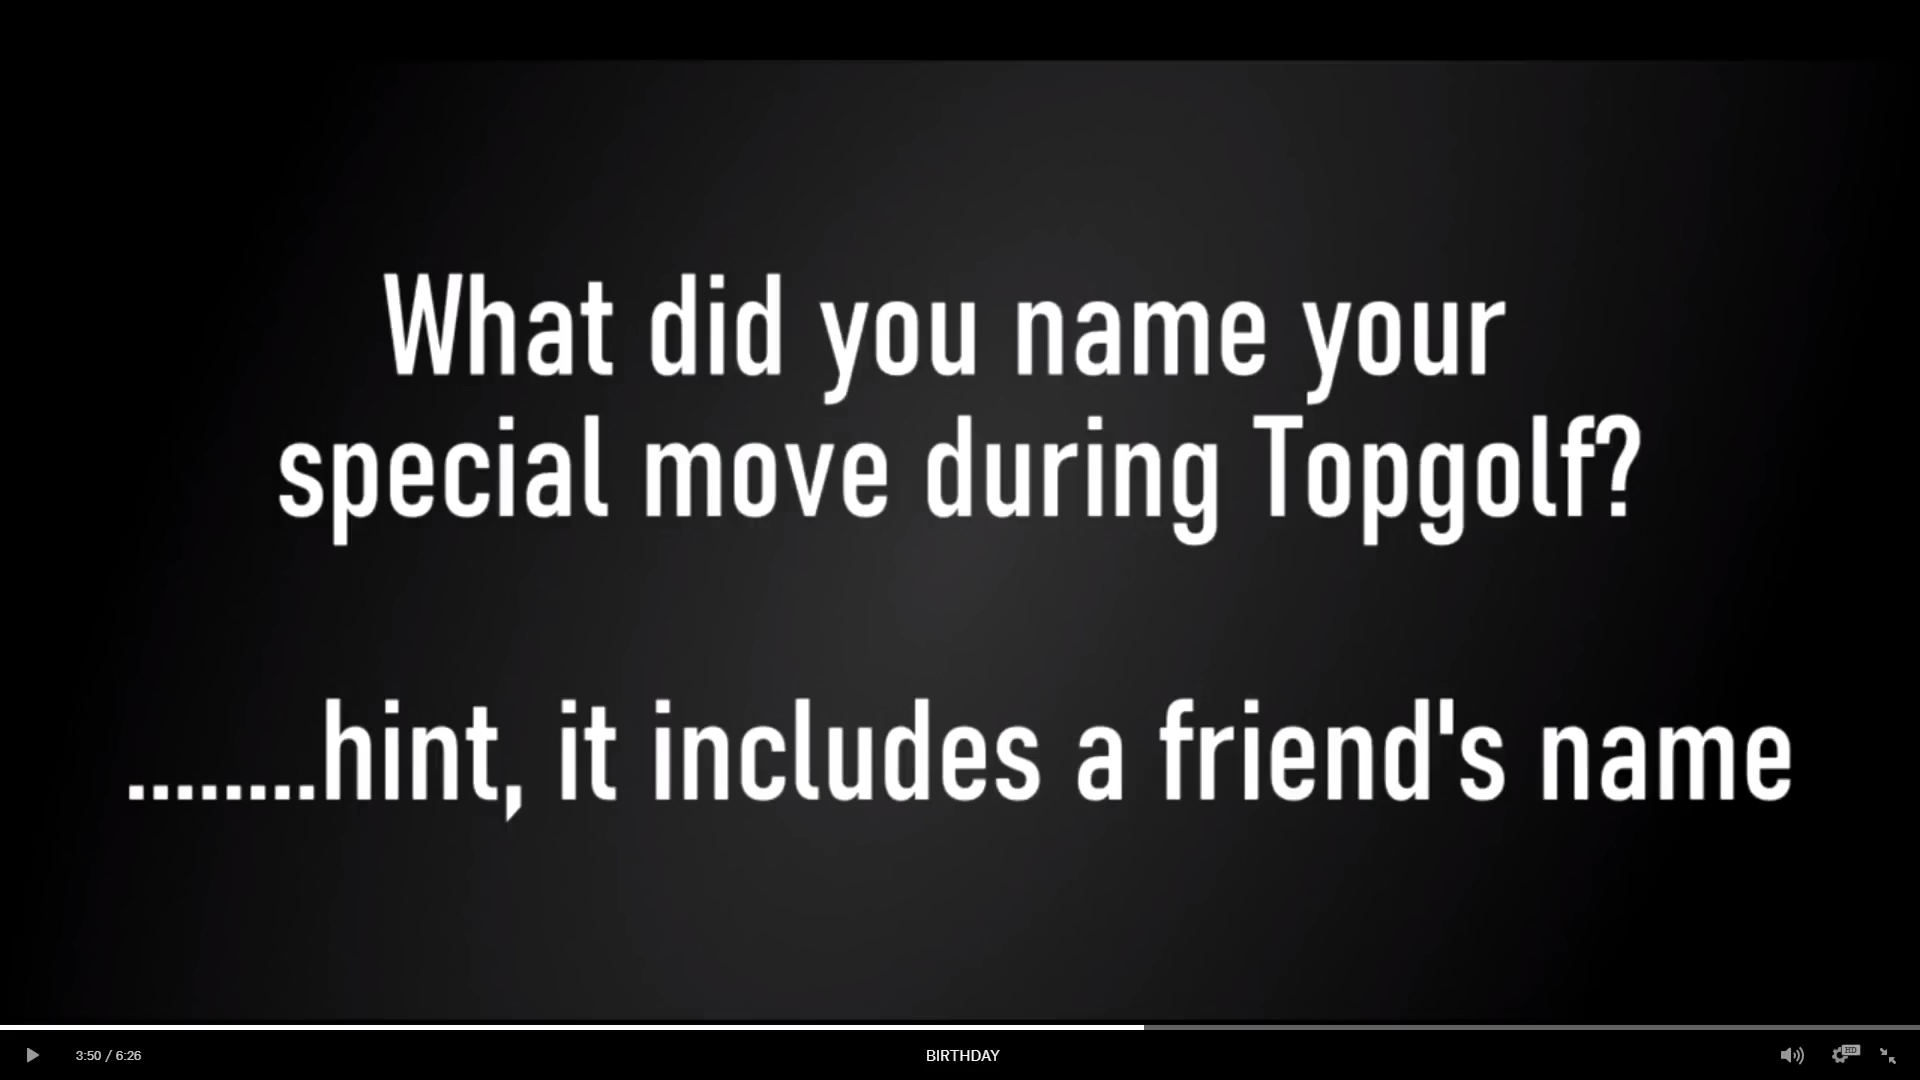 What did you name your
special move during Topgolf?
........hint, it includes a friend's name
3:50 / 6:26
BIRTHDAY
HD